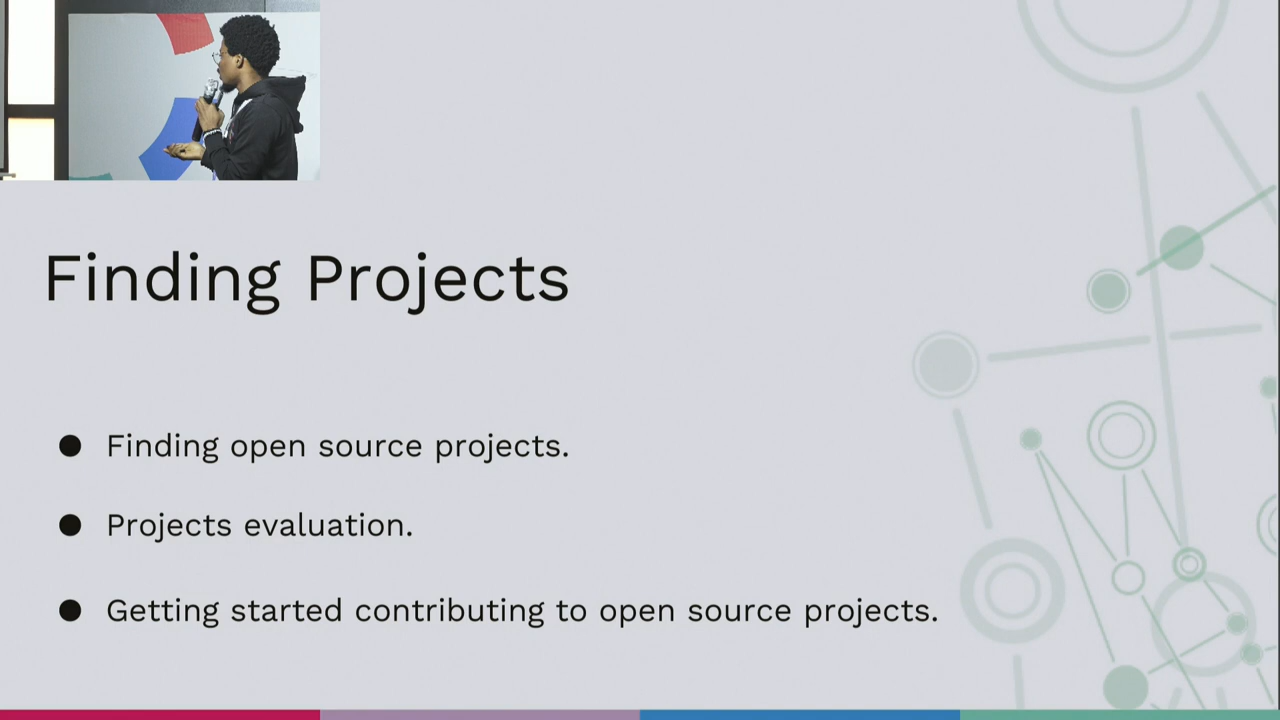 Finding Projects
● Finding open source projects.
● Projects evaluation.
● Getting started contributing to open source projects.